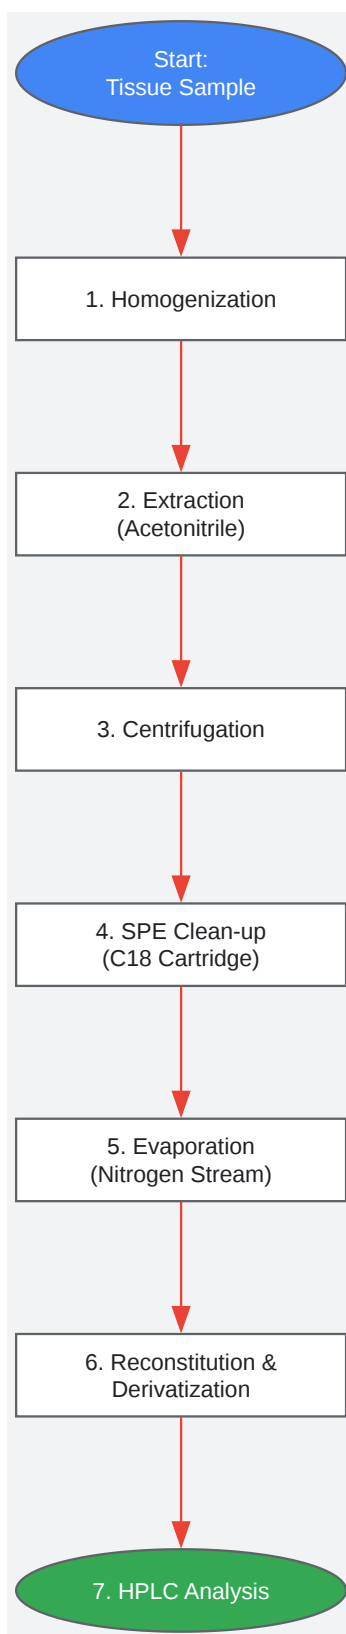 Start:
Tissue Sample
1. Homogenization
2. Extraction
(Acetonitrile)
3. Centrifugation
4. SPE Clean-up
(C18 Cartridge)
5. Evaporation
(Nitrogen Stream)
6. Reconstitution &
Derivatization
7. HPLC Analysis